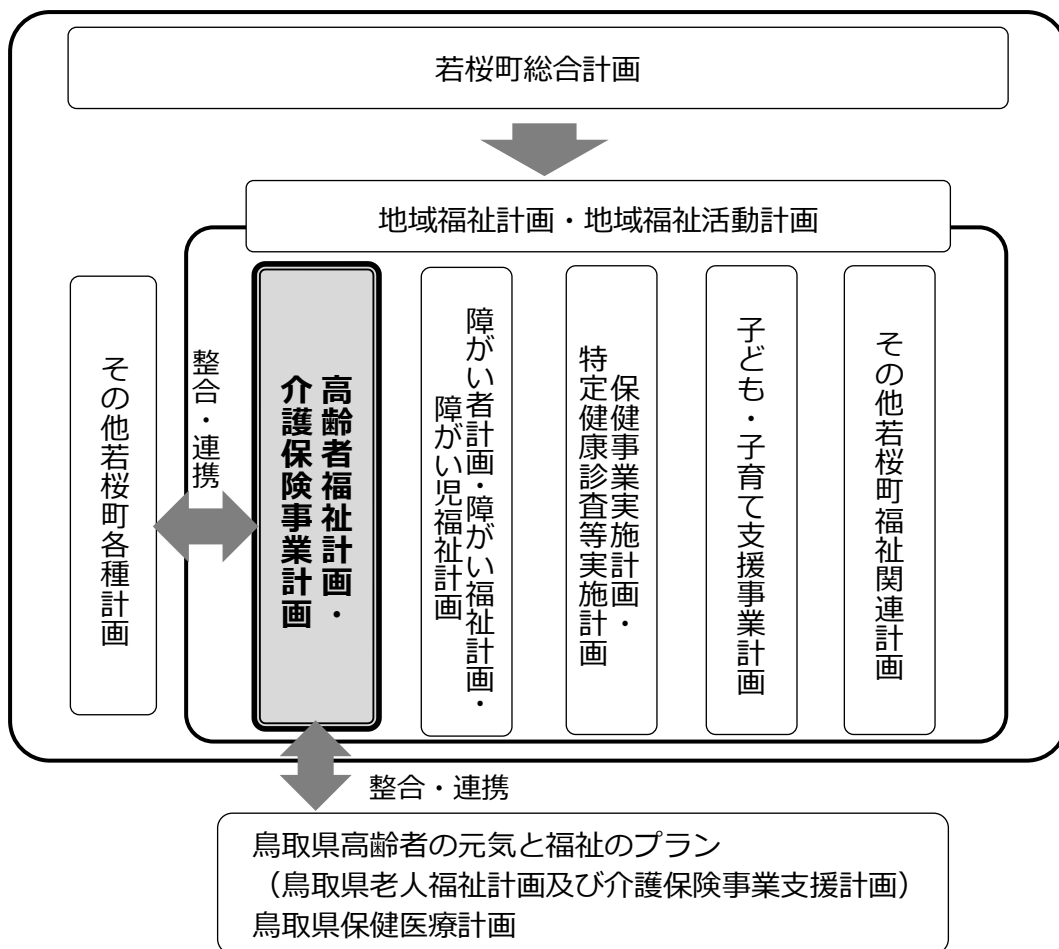 若桜町総合計画
地域福祉計画・地域福祉活動計画
その他若桜町各種計画
整合・連携
高齢者福祉計画・
介護保険事業計画
障がい者計画・障がい福祉計画・
障がい児福祉計画
保健事業実施計画・
特定健康診査等実施計画
子ども・子育て支援事業計画
その他若桜町福祉関連計画
整合・連携
鳥取県高齢者の元気と福祉のプラン
（鳥取県老人福祉計画及び介護保険事業支援計画）
鳥取県保健医療計画